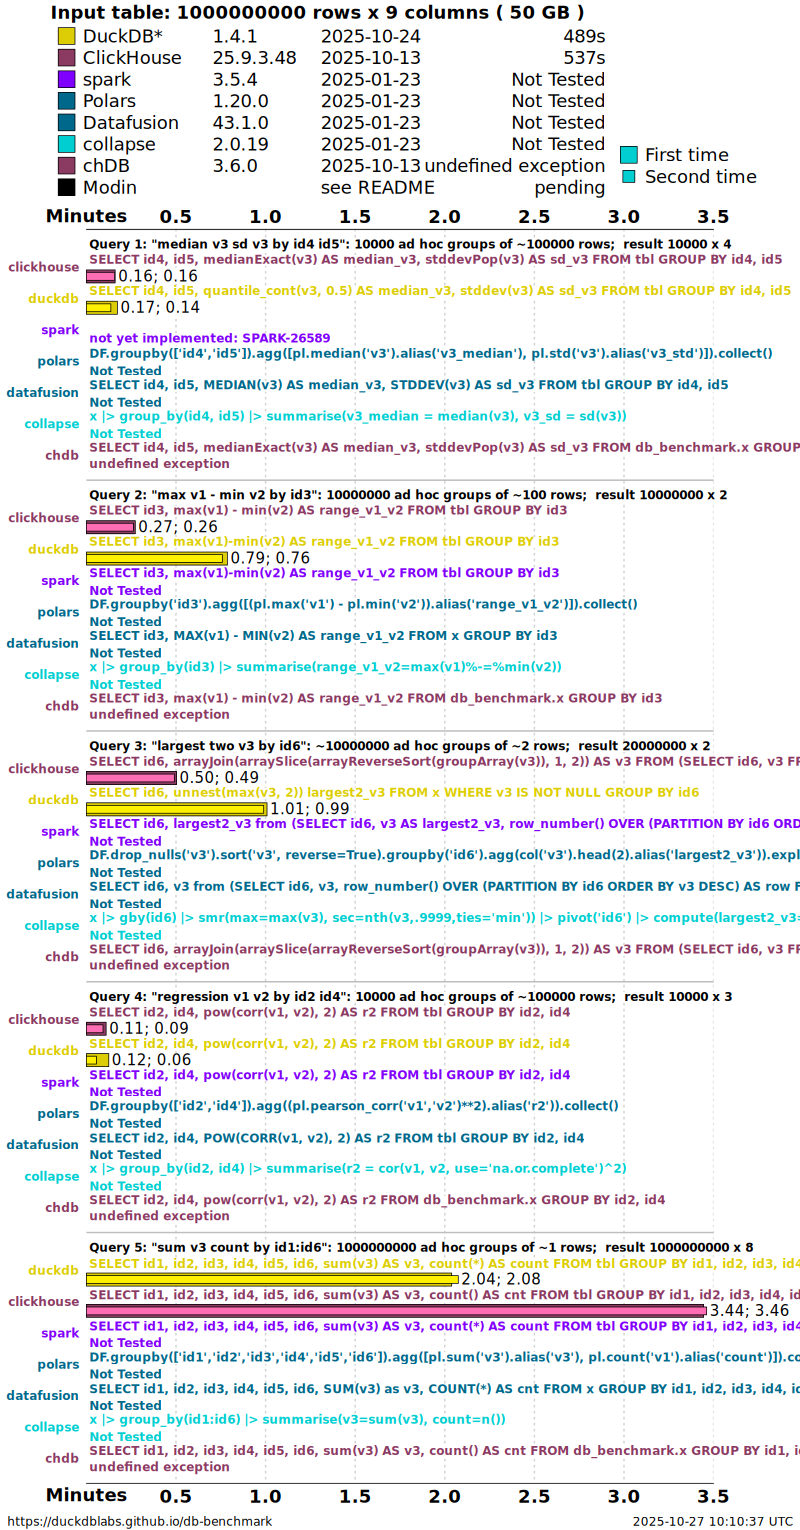 Input table: 1000000000 rows x 9 columns ( 50 GB )
DuckDB* 1.4.1 2025-10-24 489s
ClickHouse 25.9.3.48 2025-10-13 537s
spark 3.5.4 2025-01-23 Not Tested
Polars 1.20.0 2025-01-23 Not Tested
Datafusion 43.1.0 2025-01-23 Not Tested
collapse 2.0.19 2025-01-23 Not Tested
chDB 3.6.0 2025-10-13 undefined exception
Modin see README pending
First time
Second time
Minutes 0.5 1.0 1.5 2.0 2.5 3.0 3.5
Query 1: "median v3 sd v3 by id4 id5": 10000 ad hoc groups of ~100000 rows; result 10000 x 4
clickhouse SELECT id4, id5, medianExact(v3) AS median_v3, stddevPop(v3) AS sd_v3 FROM tbl GROUP BY id4, id5
0.16; 0.16
duckdb SELECT id4, id5, quantile_cont(v3, 0.5) AS median_v3, stddev(v3) AS sd_v3 FROM tbl GROUP BY id4, id5
0.17; 0.14
spark
not yet implemented: SPARK-26589
polars DF.groupby(['id4','id5']).agg([pl.median('v3').alias('v3_median'), pl.std('v3').alias('v3_std')]).collect()
Not Tested
datafusion SELECT id4, id5, MEDIAN(v3) AS median_v3, STDDEV(v3) AS sd_v3 FROM tbl GROUP BY id4, id5
Not Tested
collapse x |> group_by(id4, id5) |> summarise(v3_median = median(v3), v3_sd = sd(v3))
Not Tested
chdb SELECT id4, id5, medianExact(v3) AS median_v3, stddevPop(v3) AS sd_v3 FROM db_benchmark.x GROUP
undefined exception
Query 2: "max v1 - min v2 by id3": 10000000 ad hoc groups of ~100 rows; result 10000000 x 2
clickhouse SELECT id3, max(v1) - min(v2) AS range_v1_v2 FROM tbl GROUP BY id3
0.27; 0.26
duckdb SELECT id3, max(v1)-min(v2) AS range_v1_v2 FROM tbl GROUP BY id3
0.79; 0.76
spark SELECT id3, max(v1)-min(v2) AS range_v1_v2 FROM tbl GROUP BY id3
Not Tested
polars DF.groupby('id3').agg([(pl.max('v1') - pl.min('v2')).alias('range_v1_v2')]).collect()
Not Tested
datafusion SELECT id3, MAX(v1) - MIN(v2) AS range_v1_v2 FROM x GROUP BY id3
Not Tested
collapse x |> group_by(id3) |> summarise(range_v1_v2=max(v1)%-=%min(v2))
Not Tested
chdb SELECT id3, max(v1) - min(v2) AS range_v1_v2 FROM db_benchmark.x GROUP BY id3
undefined exception
Query 3: "largest two v3 by id6": ~10000000 ad hoc groups of ~2 rows; result 20000000 x 2
clickhouse SELECT id6, arrayJoin(arraySlice(arrayReverseSort(groupArray(v3)), 1, 2)) AS v3 FROM (SELECT id6, v3 FR
0.50; 0.49
duckdb SELECT id6, unnest(max(v3, 2)) largest2_v3 FROM x WHERE v3 IS NOT NULL GROUP BY id6
1.01; 0.99
spark SELECT id6, largest2_v3 from (SELECT id6, v3 AS largest2_v3, row_number() OVER (PARTITION BY id6 ORD
Not Tested
polars DF.drop_nulls('v3').sort('v3', reverse=True).groupby('id6').agg(col('v3').head(2).alias('largest2_v3')).expl
Not Tested
datafusion SELECT id6, v3 from (SELECT id6, v3, row_number() OVER (PARTITION BY id6 ORDER BY v3 DESC) AS row F
Not Tested
collapse x |> gby(id6) |> smr(max=max(v3), sec=nth(v3,.9999,ties='min')) |> pivot('id6') |> compute(largest2_v3=
Not Tested
chdb SELECT id6, arrayJoin(arraySlice(arrayReverseSort(groupArray(v3)), 1, 2)) AS v3 FROM (SELECT id6, v3 FR
undefined exception
Query 4: "regression v1 v2 by id2 id4": 10000 ad hoc groups of ~100000 rows; result 10000 x 3
clickhouse SELECT id2, id4, pow(corr(v1, v2), 2) AS r2 FROM tbl GROUP BY id2, id4
0.11; 0.09
duckdb SELECT id2, id4, pow(corr(v1, v2), 2) AS r2 FROM tbl GROUP BY id2, id4
0.12; 0.06
spark SELECT id2, id4, pow(corr(v1, v2), 2) AS r2 FROM tbl GROUP BY id2, id4
Not Tested
polars DF.groupby(['id2','id4']).agg((pl.pearson_corr('v1','v2')**2).alias('r2')).collect()
Not Tested
datafusion SELECT id2, id4, POW(CORR(v1, v2), 2) AS r2 FROM tbl GROUP BY id2, id4
Not Tested
collapse x |> group_by(id2, id4) |> summarise(r2 = cor(v1, v2, use='na.or.complete')^2)
Not Tested
chdb SELECT id2, id4, pow(corr(v1, v2), 2) AS r2 FROM db_benchmark.x GROUP BY id2, id4
undefined exception
Query 5: "sum v3 count by id1:id6": 1000000000 ad hoc groups of ~1 rows; result 1000000000 x 8
duckdb SELECT id1, id2, id3, id4, id5, id6, sum(v3) AS v3, count(*) AS count FROM tbl GROUP BY id1, id2, id3, id4
2.04; 2.08
clickhouse SELECT id1, id2, id3, id4, id5, id6, sum(v3) AS v3, count() AS cnt FROM tbl GROUP BY id1, id2, id3, id4, id
3.44; 3.46
spark SELECT id1, id2, id3, id4, id5, id6, sum(v3) AS v3, count(*) AS count FROM tbl GROUP BY id1, id2, id3, id4
Not Tested
polars DF.groupby(['id1','id2','id3','id4','id5','id6']).agg([pl.sum('v3').alias('v3'), pl.count('v1').alias('count')]).co
Not Tested
datafusion SELECT id1, id2, id3, id4, id5, id6, SUM(v3) as v3, COUNT(*) AS cnt FROM x GROUP BY id1, id2, id3, id4, id
Not Tested
collapse x |> group_by(id1:id6) |> summarise(v3=sum(v3), count=n())
Not Tested
chdb SELECT id1, id2, id3, id4, id5, id6, sum(v3) AS v3, count() AS cnt FROM db_benchmark.x GROUP BY id1, id
undefined exception
Minutes 0.5 1.0 1.5 2.0 2.5 3.0 3.5
https://duckdblabs.github.io/db-benchmark 2025-10-27 10:10:37 UTC